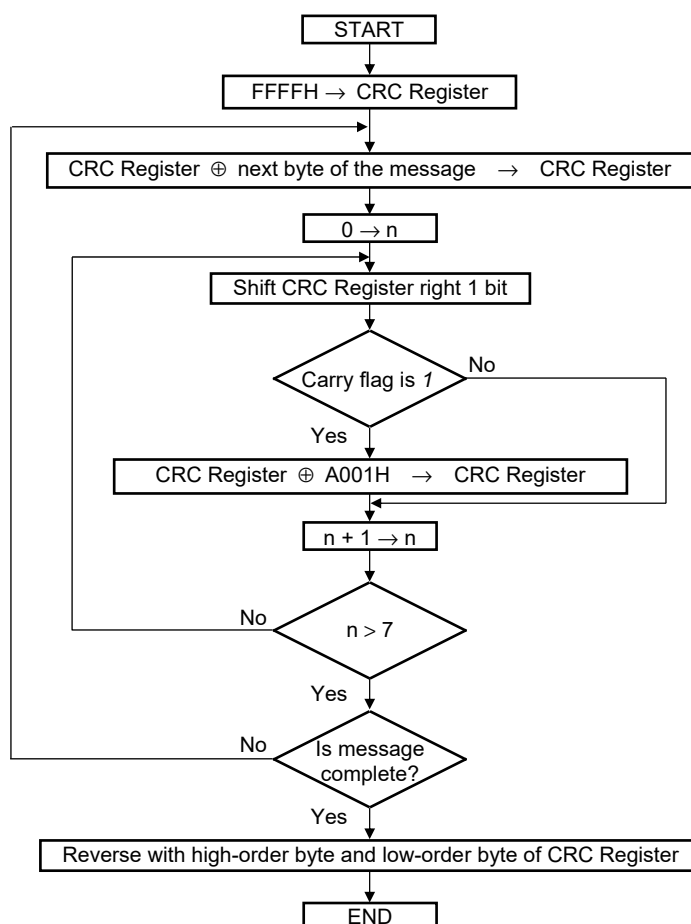 START
FFFFH → CRC Register
CRC Register ⊕ next byte of the message → CRC Register
0 → n
Shift CRC Register right 1 bit
Carry flag is 1
No
Yes
CRC Register ⊕ A001H → CRC Register
n + 1 → n
No
n > 7
Yes
No
Is message
complete?
Yes
Reverse with high-order byte and low-order byte of CRC Register
END